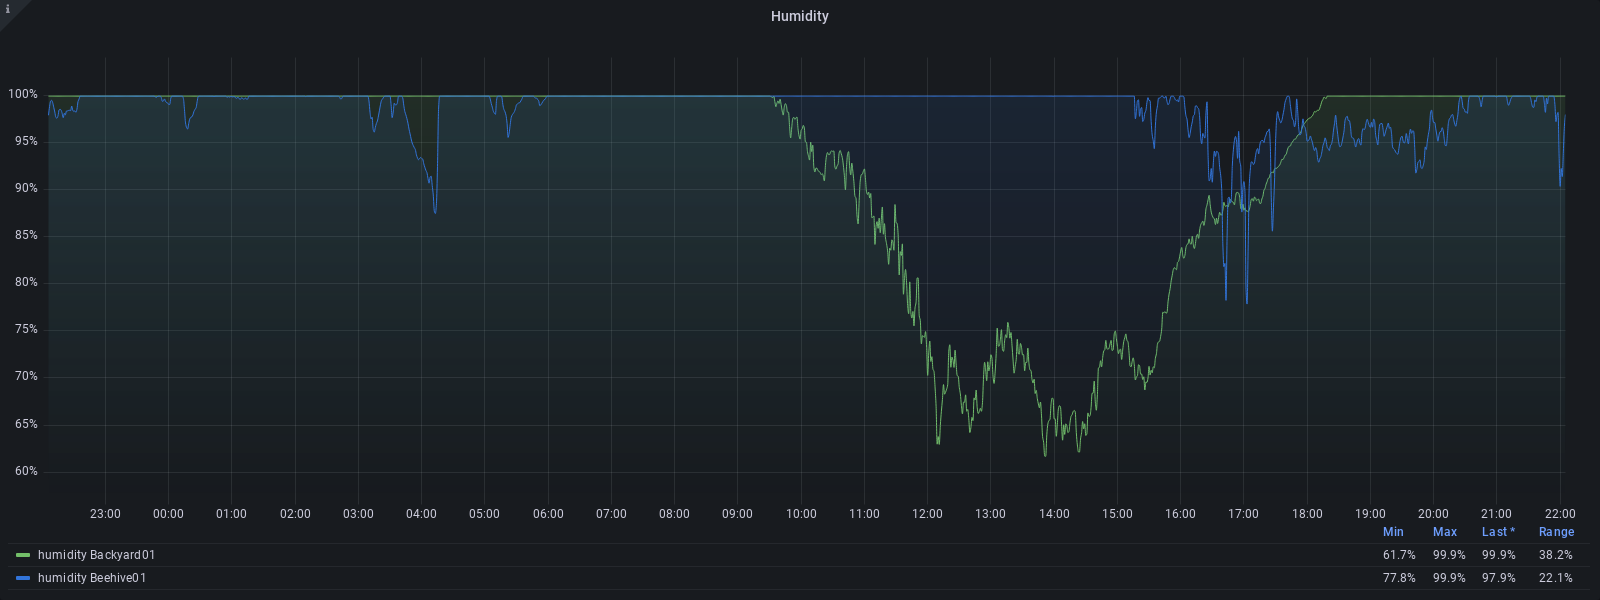 i
Humidity
100%
95%
90%
85%
80%
75%
70%
65%
60%
23:00 00:00 01:00 02:00 03:00 04:00 05:00 06:00 07:00 08:00 09:00 10:00 11:00 12:00 13:00 14:00 15:00 16:00 17:00 18:00 19:00 20:00 21:00 22:00
Min Max Last * Range
humidity Backyard01 61.7% 99.9% 99.9% 38.2%
humidity Beehive01 77.8% 99.9% 97.9% 22.1%